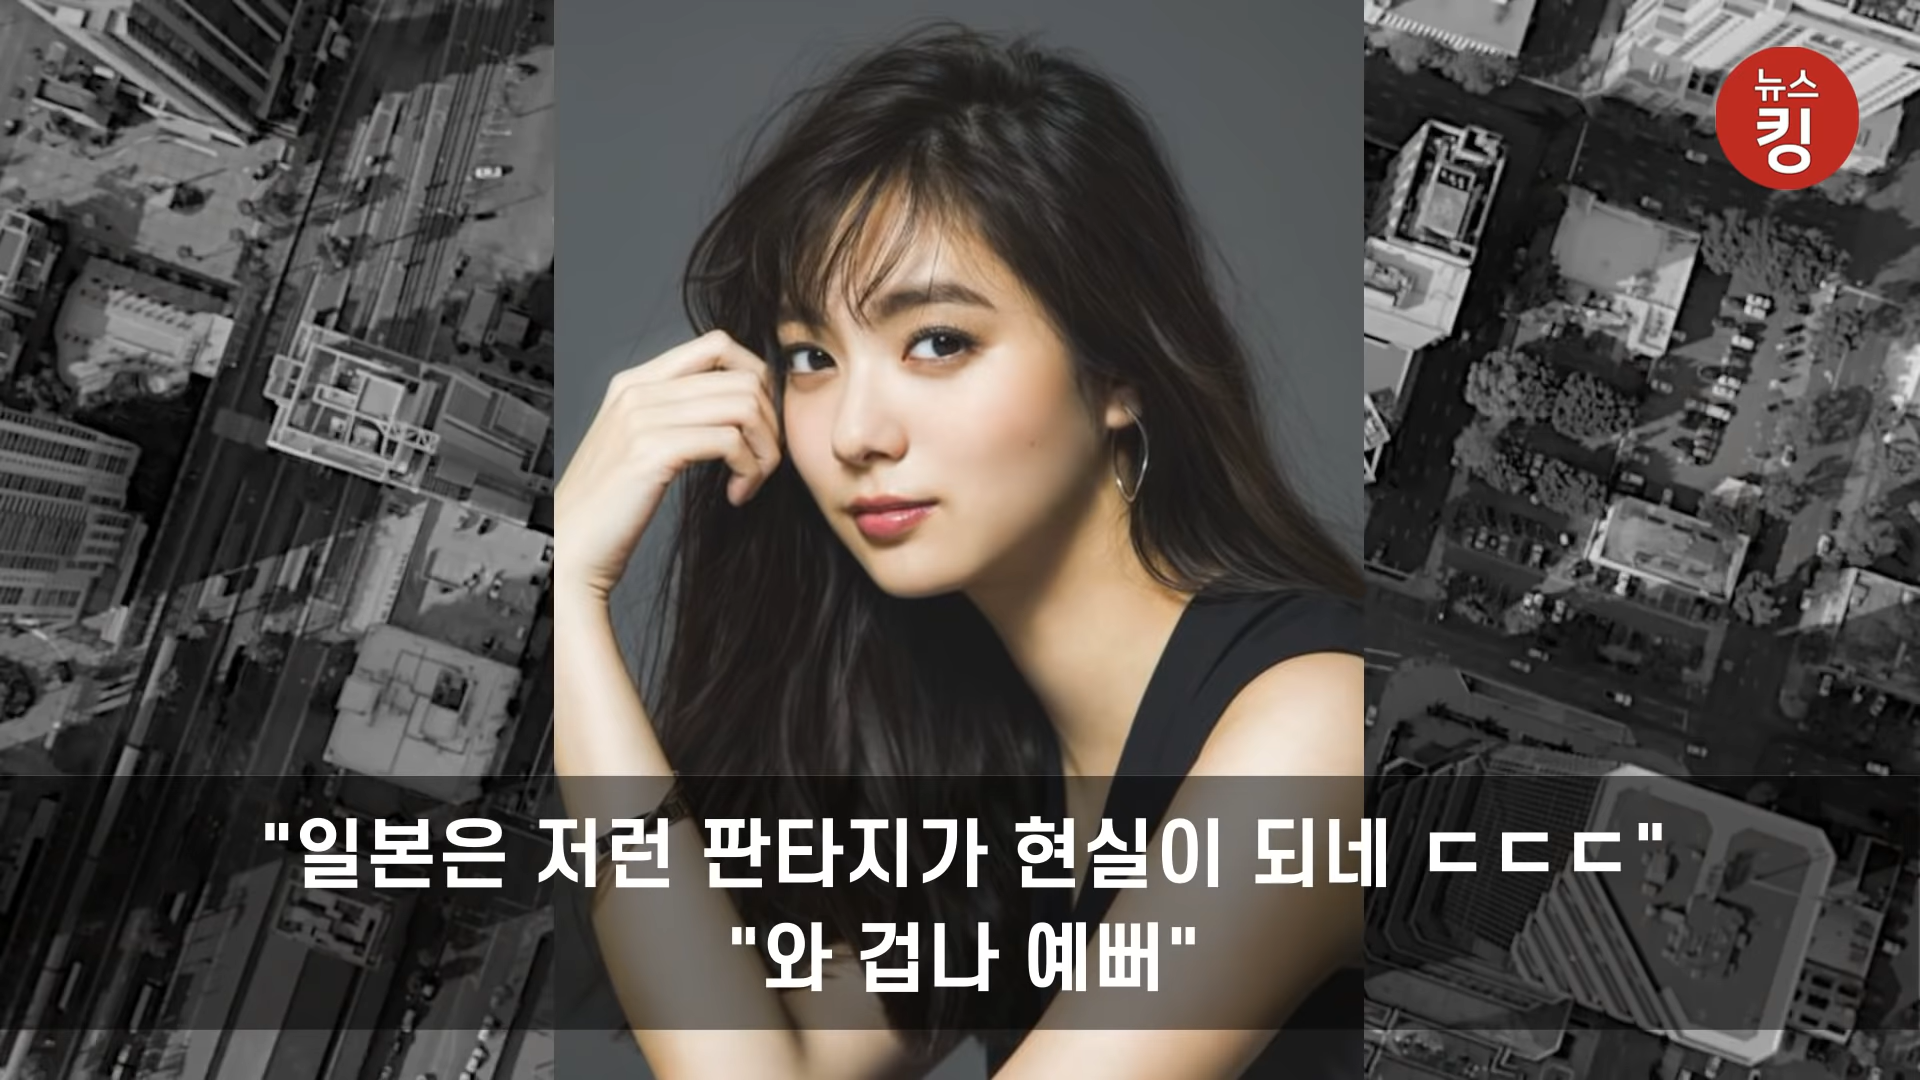 뉴스
킹
"일본은 저런 판타지가 현실이 되네 ㄷㄷㄷ"
"와 겁나 예뻐"